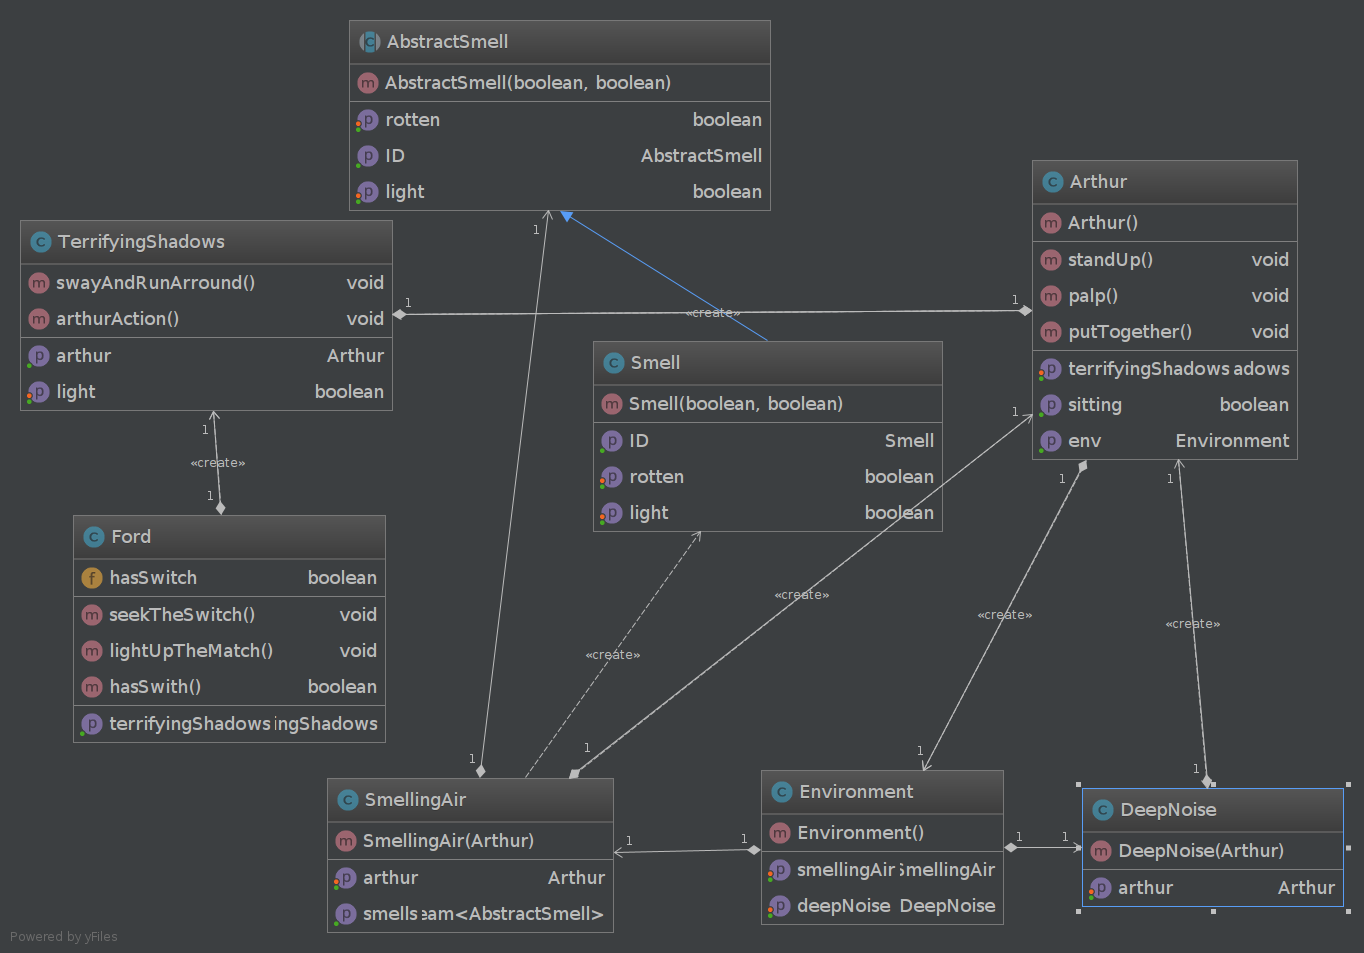 AbstractSmell
AbstractSmell(boolean, boolean)
rotten boolean
ID AbstractSmell
light boolean
Arthur
Arthur()
standUp() void
palp() void
putTogether() void
terrifyingShadows adows
sitting boolean
env Environment
TerrifyingShadows
swayAndRunArround() void
arthurAction() void
arthur Arthur
light boolean
1
1
1
«create»
Smell
Smell(boolean, boolean)
ID Smell
rotten boolean
light boolean
1
1
«create»
1
1
1
Ford
hasSwitch boolean
seekTheSwitch() void
lightUpTheMatch() void
hasSwith() boolean
terrifyingShadows ingShadows
«create»
«create»
«create»
«create»
1
1
1
1
SmellingAir
SmellingAir(Arthur)
arthur Arthur
smells eam<AbstractSmell>
1
1
Environment
Environment()
smellingAir SmellingAir
deepNoise DeepNoise
1
1
DeepNoise
DeepNoise(Arthur)
arthur Arthur
Powered by yFiles